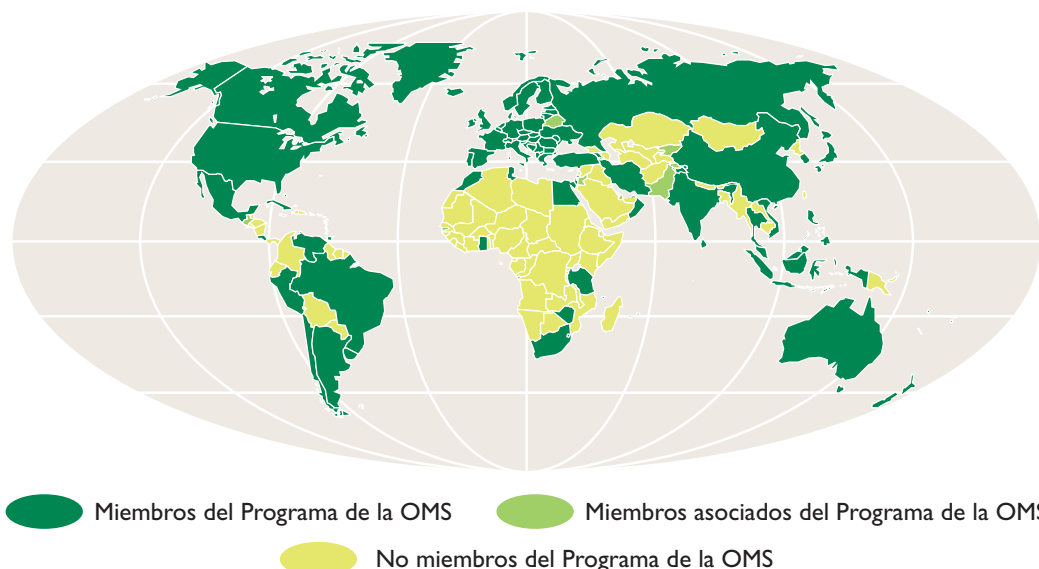 Miembros del Programa de la OMS
Miembros asociados del Programa de la OMS
No miembros del Programa de la OMS